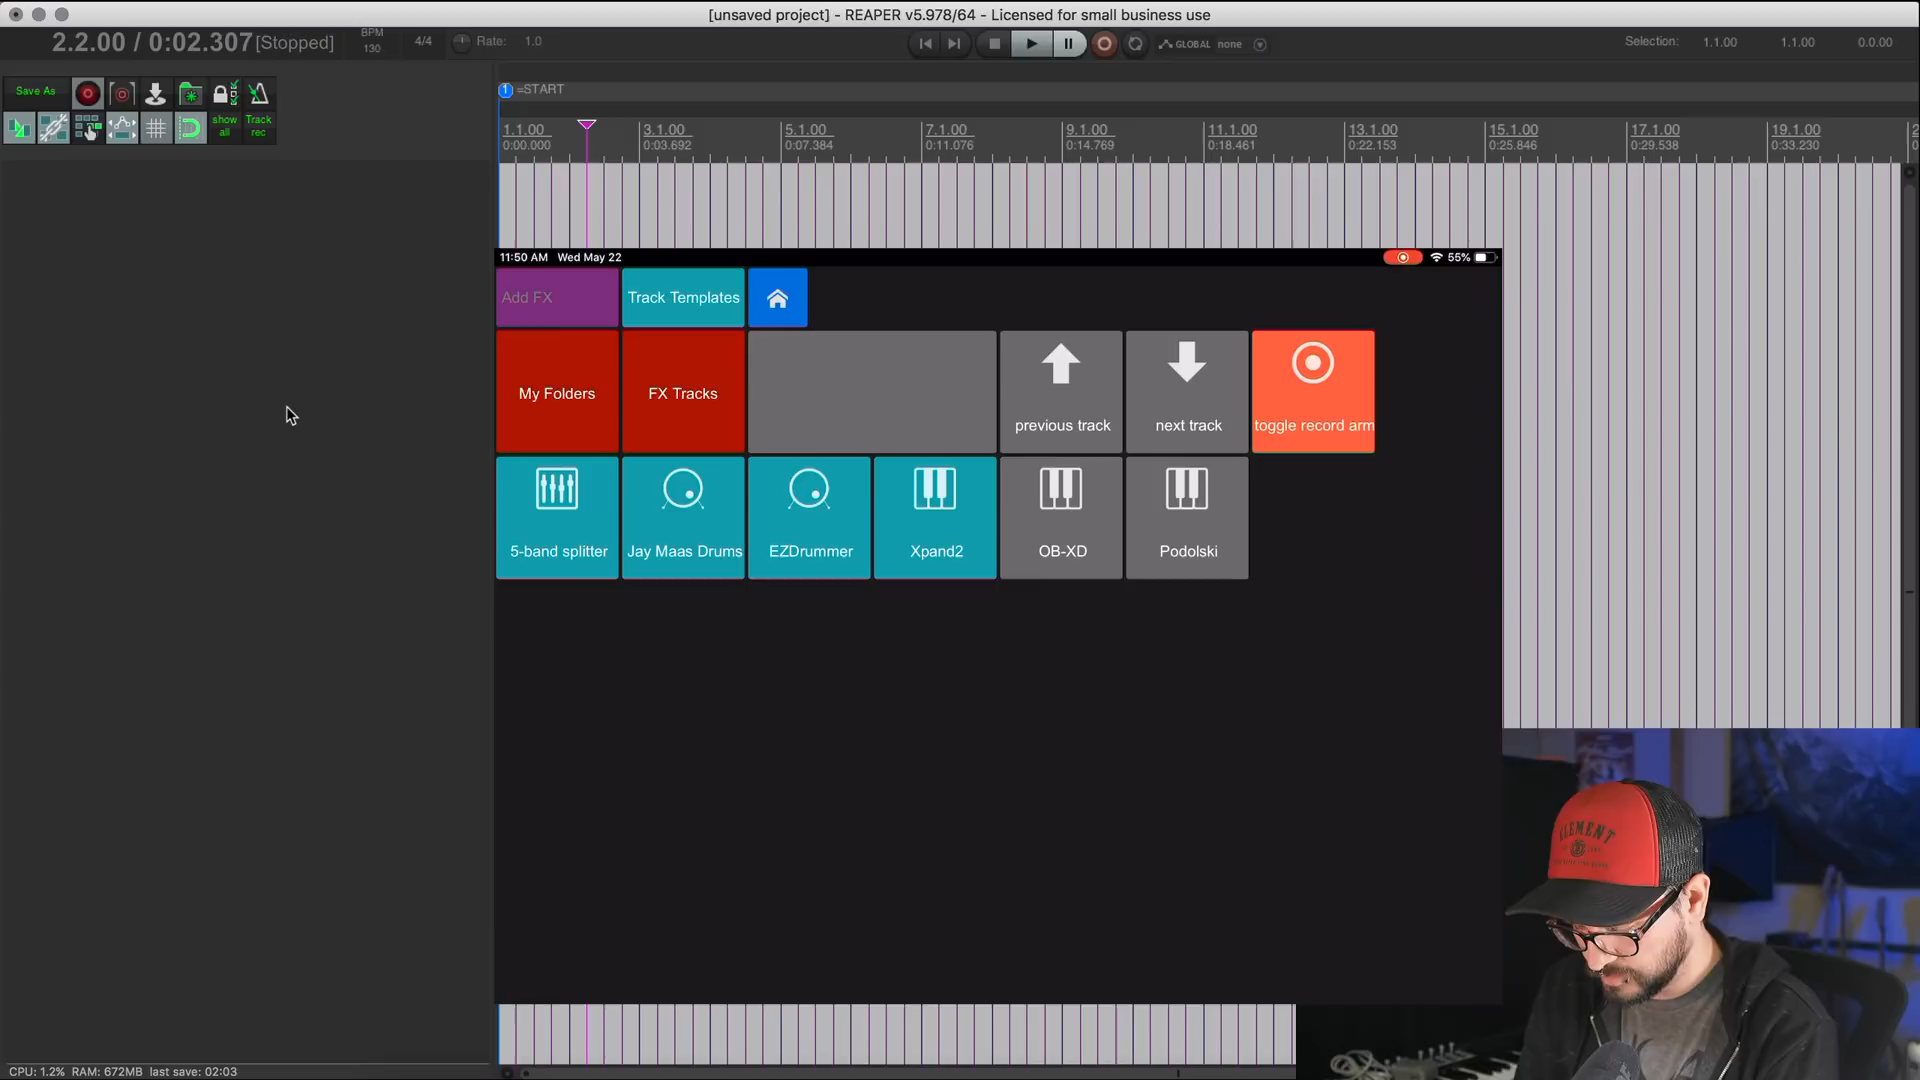 [unsaved project] - REAPER v5.978/64 - Licensed for small business use
2.2.00 / 0:02.307 [Stopped]
BPM
130
4/4
Rate: 1.0
GLOBAL none
Selection: 1.1.00 1.1.00 0.0.00
Save As
show
all
Track
rec
1 =START
1.1.00 3.1.00 5.1.00 7.1.00 9.1.00 11.1.00 13.1.00 15.1.00 17.1.00 19.1.00
0:00.000 0:03.692 0:07.384 0:11.076 0:14.769 0:18.461 0:22.153 0:25.846 0:29.538 0:33.230
11:50 AM Wed May 22
55%
Add FX
Track Templates
My Folders
FX Tracks
previous track
next track
toggle record arm
5-band splitter
Jay Maas Drums
EZDrummer
Xpand2
OB-XD
Podolski
ELEMENT
CPU: 1.2% RAM: 672MB last save: 02:03